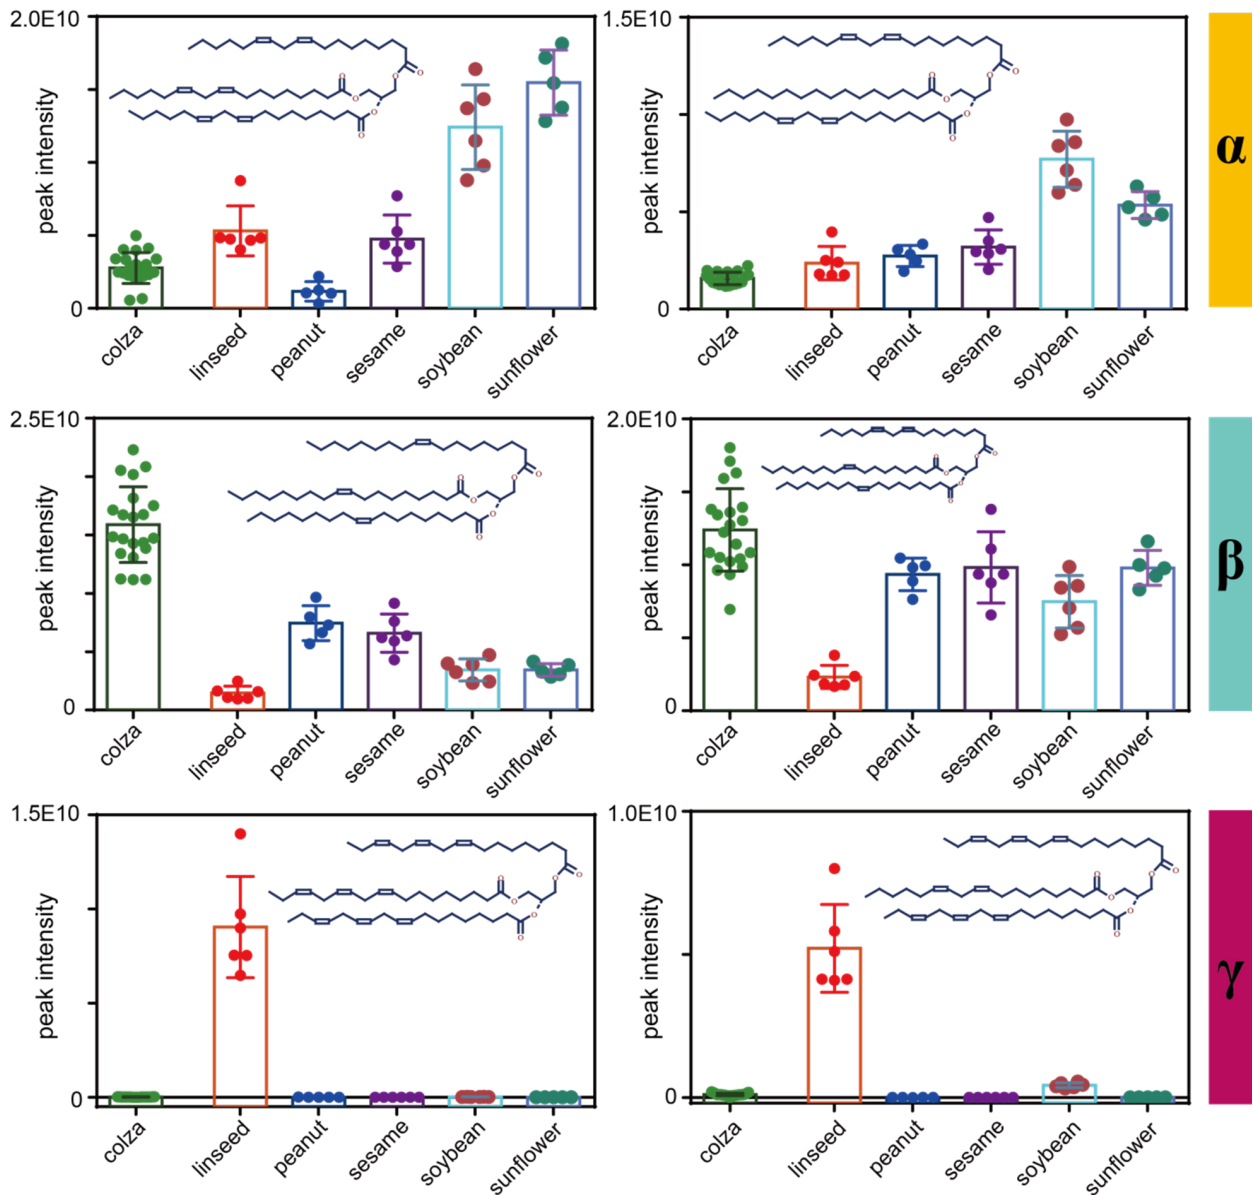 2.0E10
peak intensity
0
colza
linseed
peanut
sesame
soybean
sunflower
1.5E10
peak intensity
0
colza
linseed
peanut
sesame
soybean
sunflower
α
2.5E10
peak intensity
0
colza
linseed
peanut
sesame
soybean
sunflower
2.0E10
peak intensity
0
colza
linseed
peanut
sesame
soybean
sunflower
β
1.5E10
peak intensity
0
colza
linseed
peanut
sesame
soybean
sunflower
1.0E10
peak intensity
0
colza
linseed
peanut
sesame
soybean
sunflower
γ